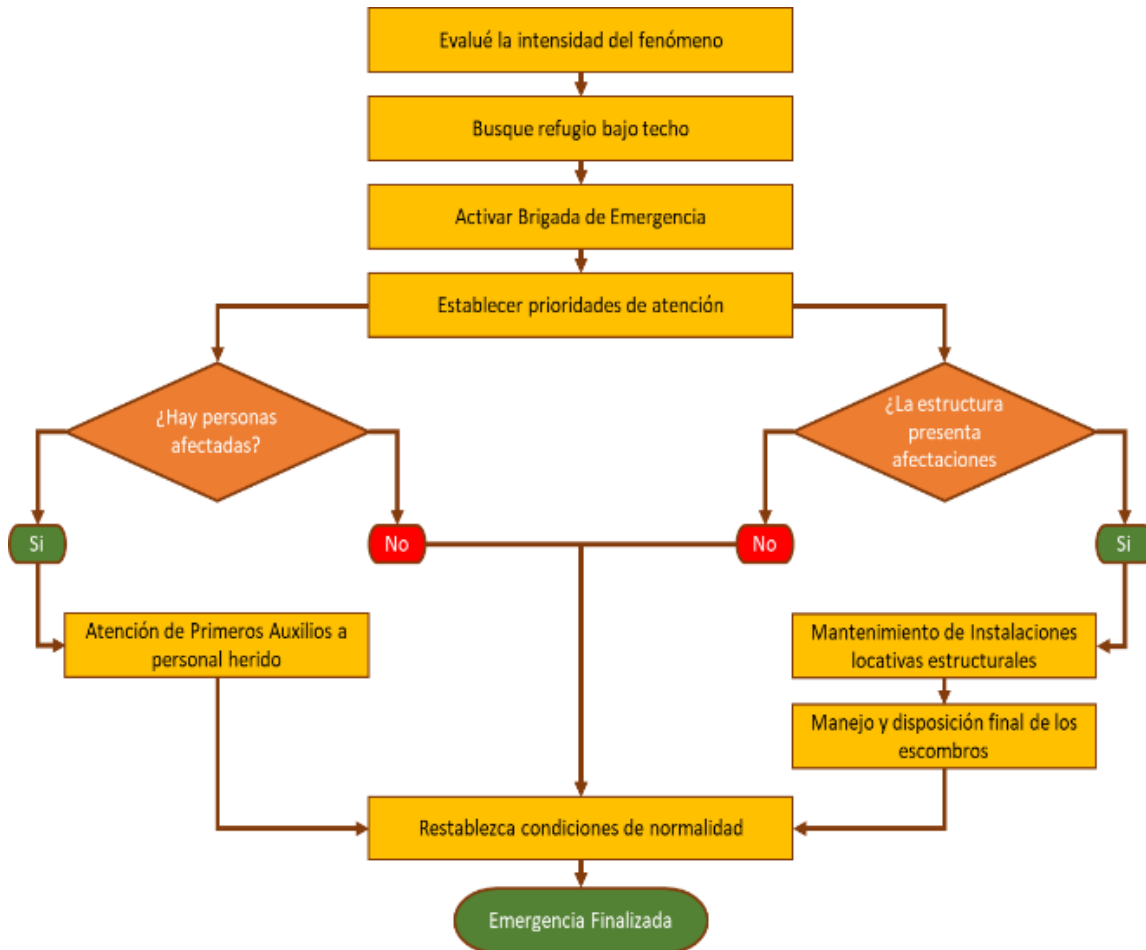 Evalué la intensidad del fenómeno
Busque refugio bajo techo
Activar Brigada de Emergencia
Establecer prioridades de atención
¿Hay personas
afectadas?
¿La estructura
presenta
afectaciones
Si
No
No
Si
Atención de Primeros Auxilios a
personal herido
Mantenimiento de Instalaciones
locativas estructurales
Manejo y disposición final de los
escombros
Restablezca condiciones de normalidad
Emergencia Finalizada